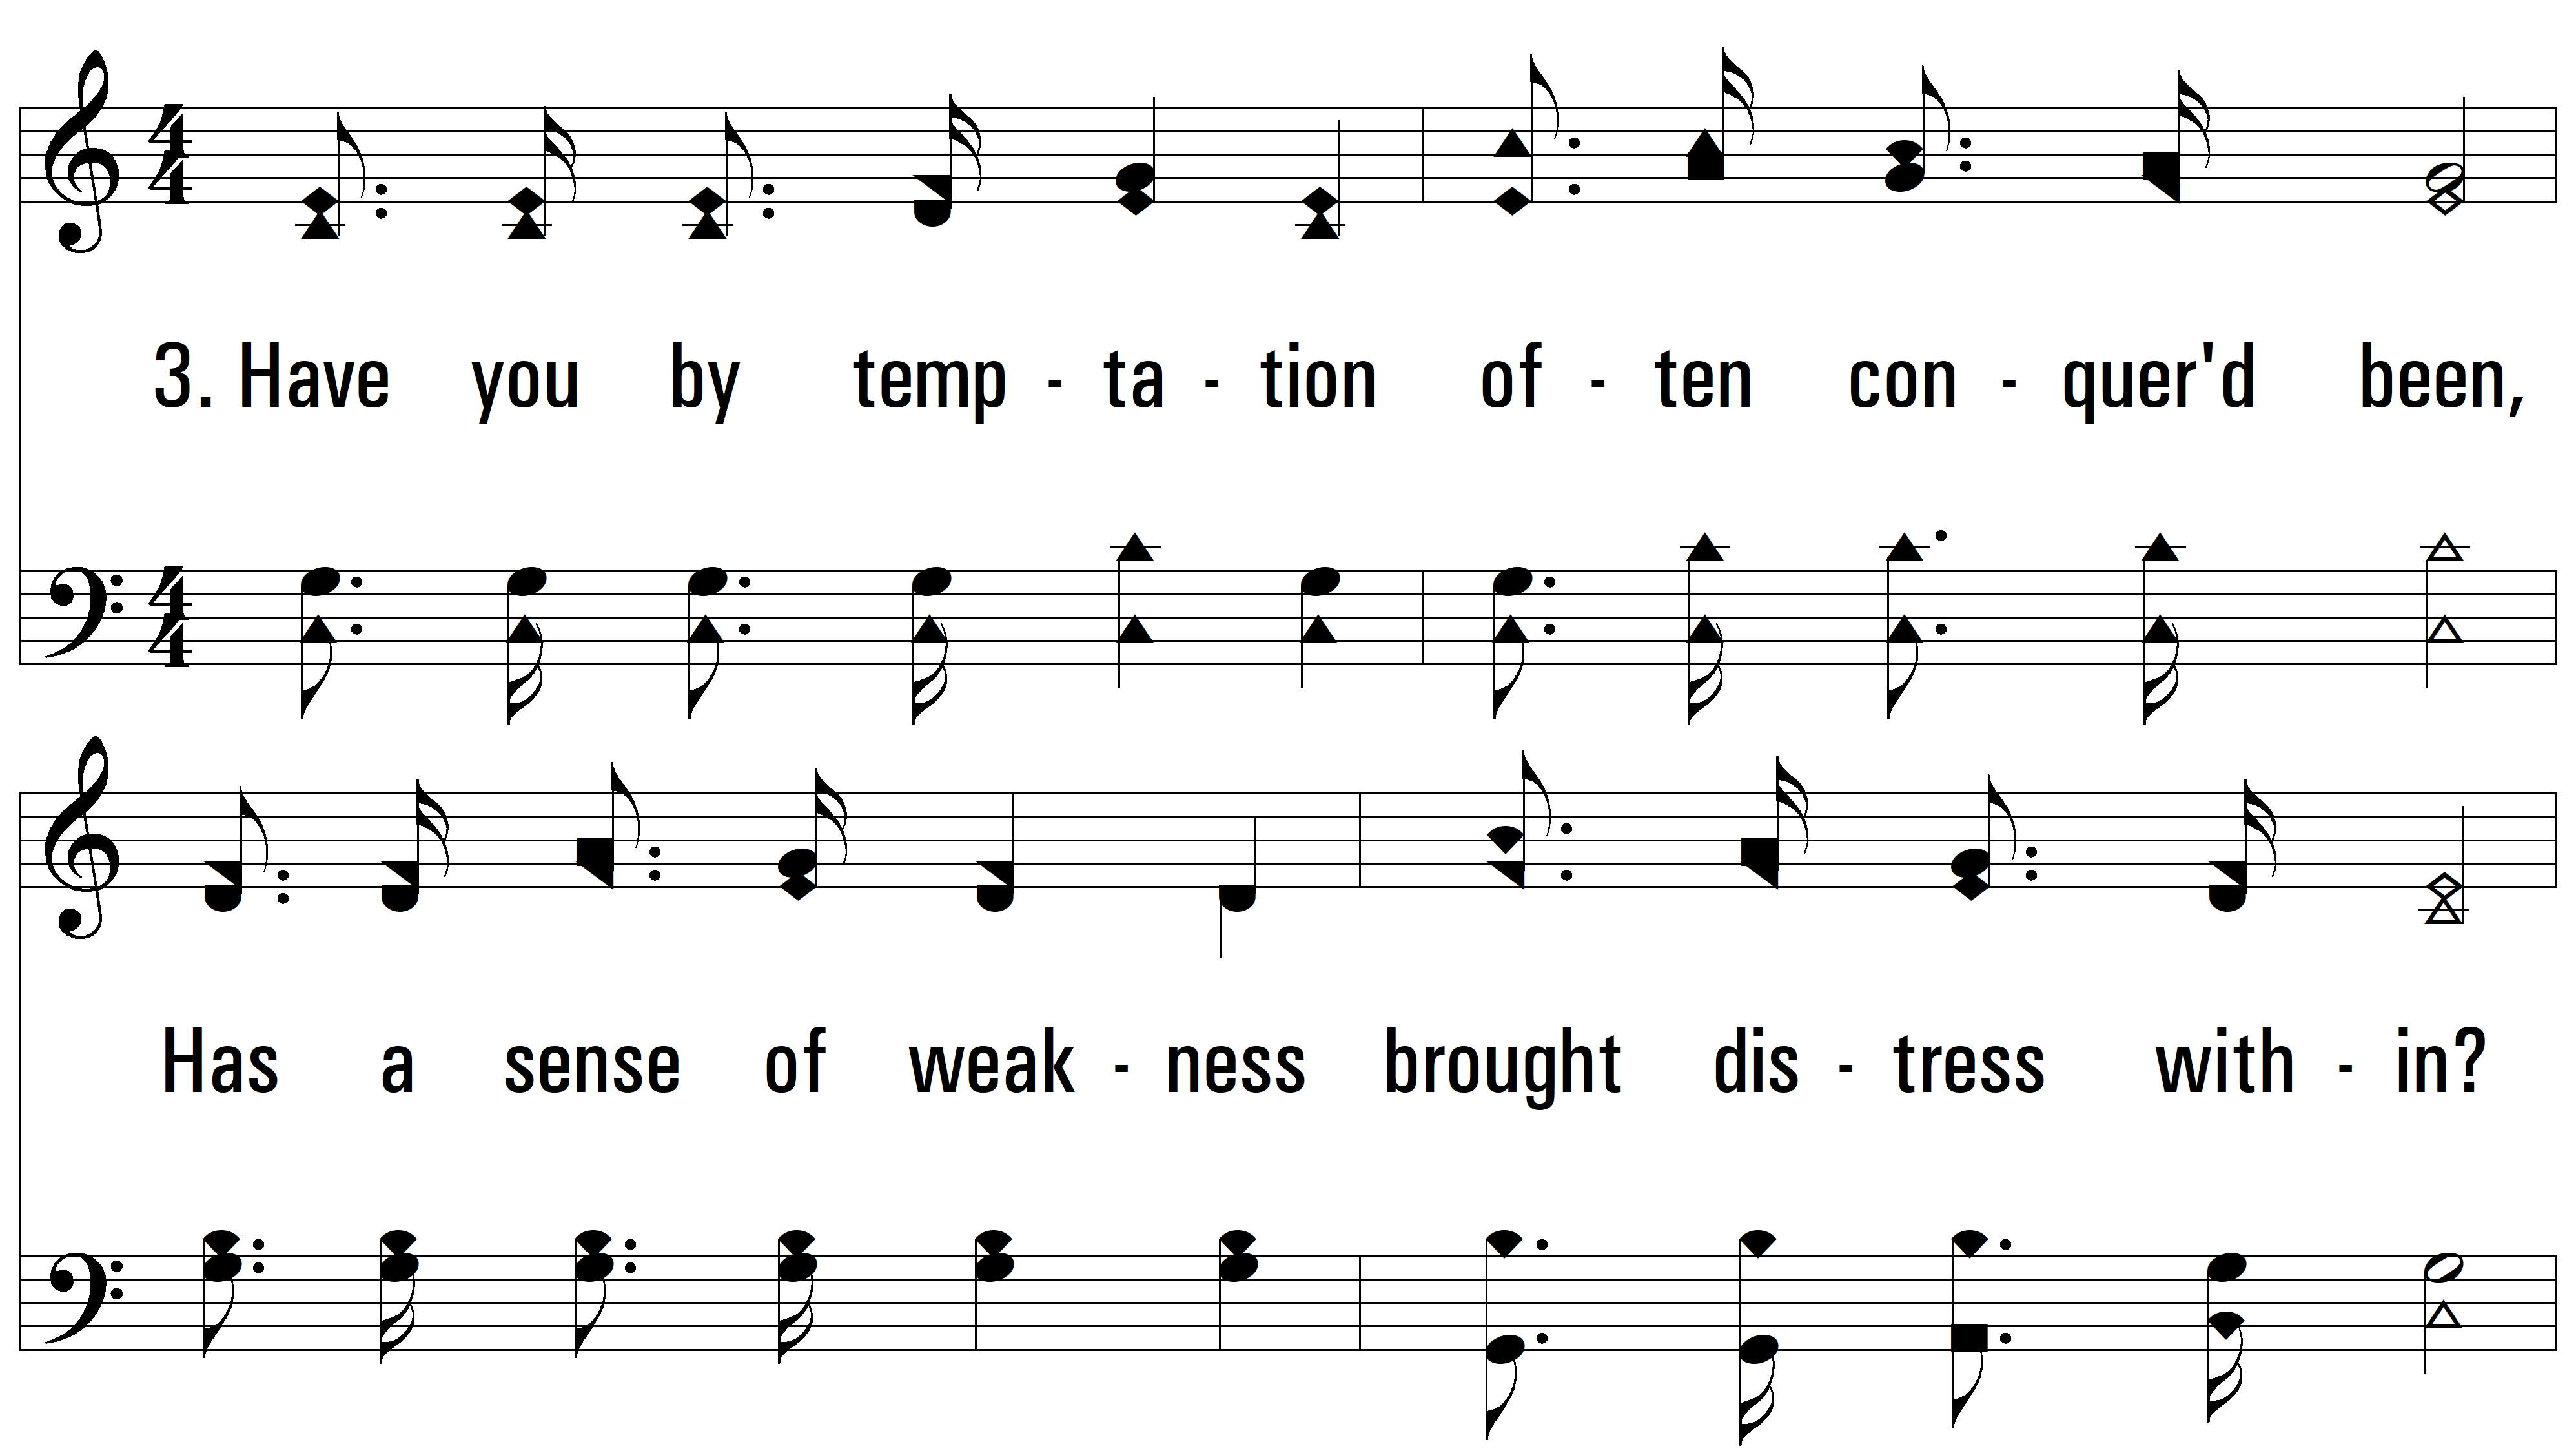 3. Have you by temp - ta - tion of - ten con - quer'd been,
Has a sense of weak - ness brought dis - tress with - in?